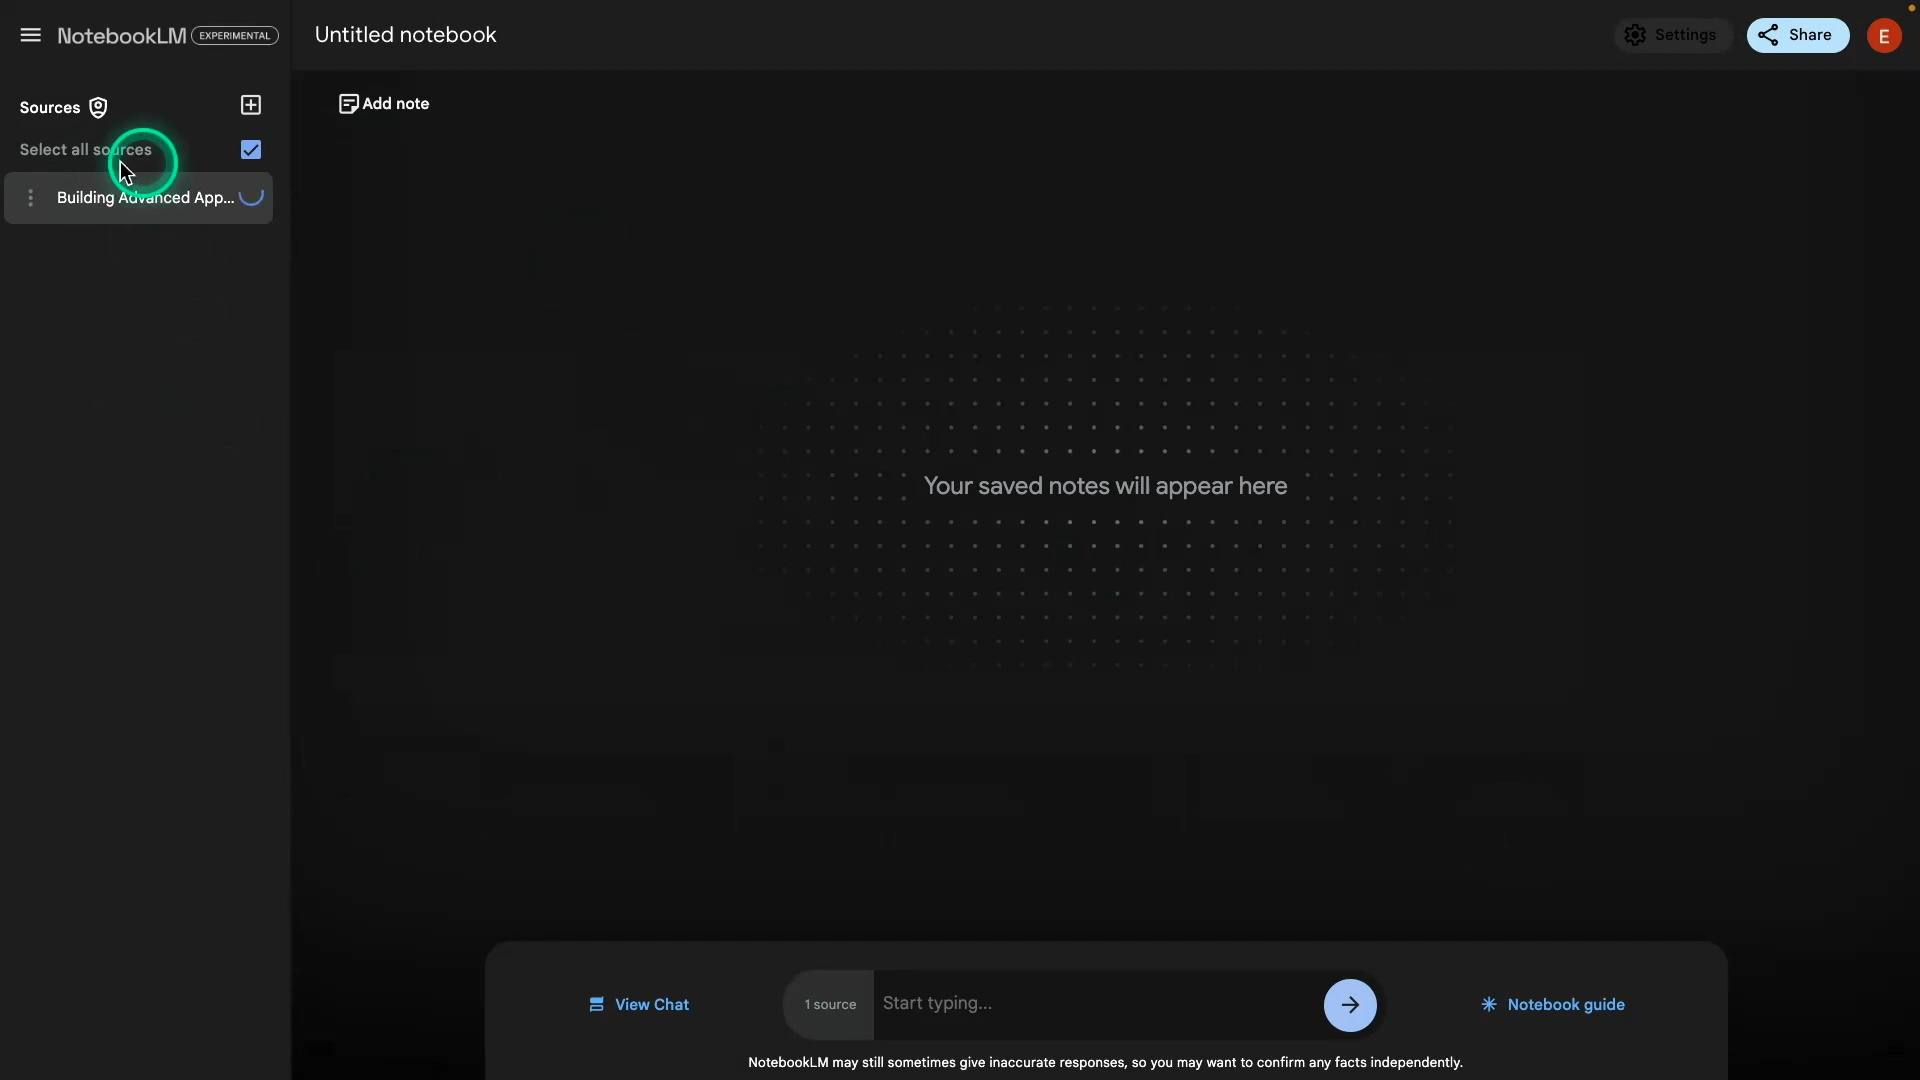 NotebookLM EXPERIMENTAL
Untitled notebook
Settings
Share
E
Sources
Add note
Select all sources
Building Advanced App...
Your saved notes will appear here
View Chat
1 source
Start typing...
Notebook guide
NotebookLM may still sometimes give inaccurate responses, so you may want to confirm any facts independently.